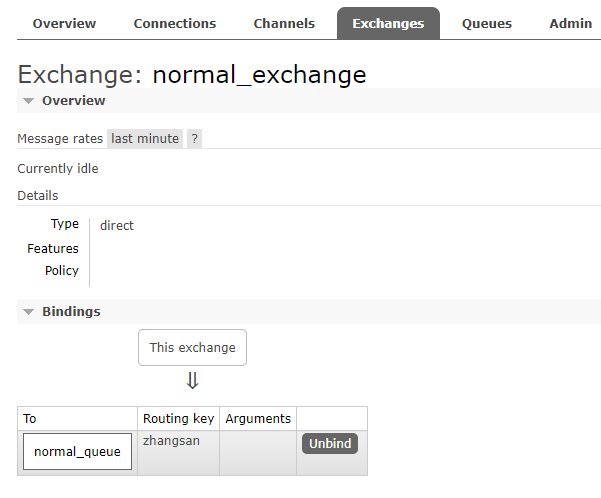 Overview Connections Channels Exchanges Queues Admin
Exchange: normal_exchange
Overview
Message rates last minute ?
Currently idle
Details
Type direct
Features
Policy
Bindings
This exchange
⇓
To Routing key Arguments
normal_queue zhangsan Unbind